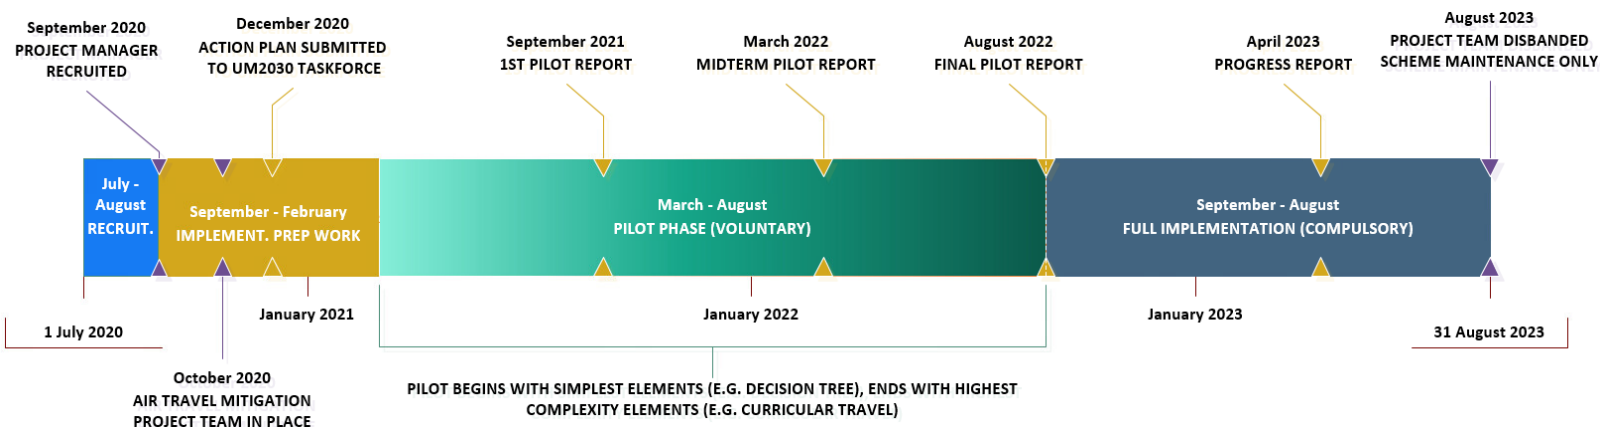 September 2020
PROJECT MANAGER
RECRUITED
December 2020
ACTION PLAN SUBMITTED
TO UM2030 TASKFORCE
September 2021
1ST PILOT REPORT
March 2022
MIDTERM PILOT REPORT
August 2022
FINAL PILOT REPORT
April 2023
PROGRESS REPORT
August 2023
PROJECT TEAM DISBANDED
SCHEME MAINTENANCE ONLY
July -
August
RECRUIT.
September - February
IMPLEMENT. PREP WORK
March - August
PILOT PHASE (VOLUNTARY)
September - August
FULL IMPLEMENTATION (COMPULSORY)
1 July 2020
January 2021
January 2022
January 2023
31 August 2023
October 2020
AIR TRAVEL MITIGATION
PROJECT TEAM IN PLACE
PILOT BEGINS WITH SIMPLEST ELEMENTS (E.G. DECISION TREE), ENDS WITH HIGHEST
COMPLEXITY ELEMENTS (E.G. CURRICULAR TRAVEL)